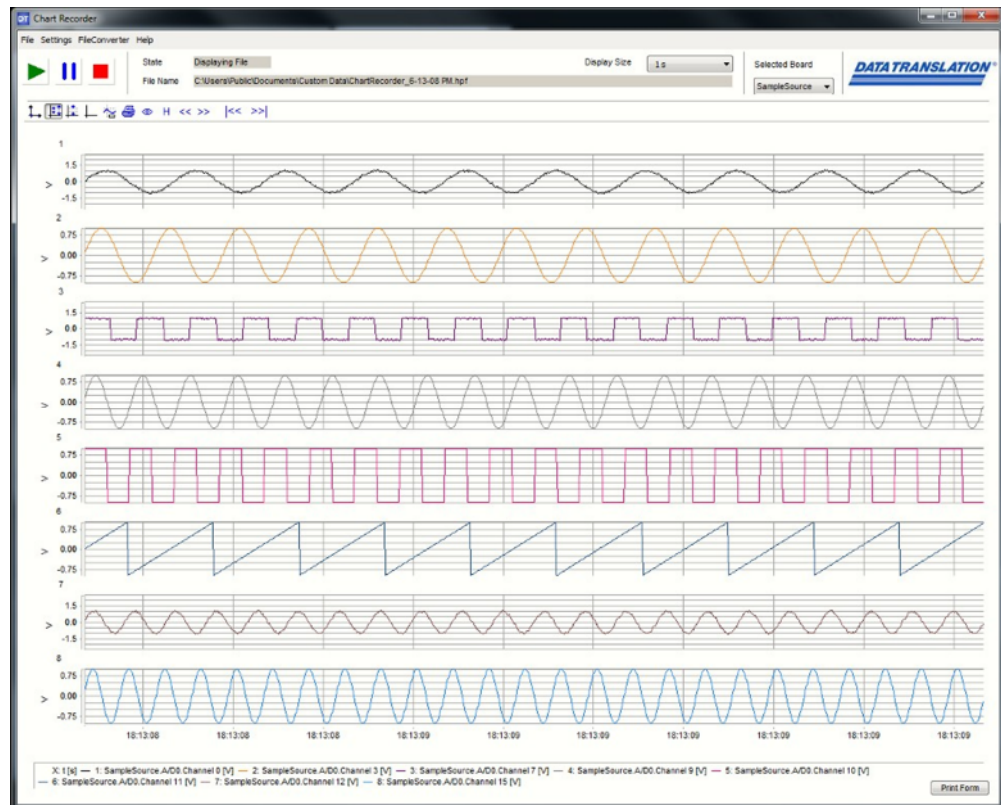 DT Chart Recorder
File Settings FileConverter Help
State Displaying File Display Size 1 s Selected Board DATA TRANSLATION®
File Name C:\Users\Public\Documents\Custom Data\ChartRecorder_6-13-08 PM.hpf SampleSource
H << >> |<< >>|
1
1.5
V 0.0
-1.5
2
0.75
V 0.00
-0.75
3
1.5
V 0.0
-1.5
4
0.75
V 0.00
-0.75
5
0.75
V 0.00
-0.75
6
0.75
V 0.00
-0.75
7
1.5
V 0.0
-1.5
8
0.75
V 0.00
-0.75
18:13:08 18:13:08 18:13:08 18:13:08 18:13:09 18:13:09 18:13:09 18:13:09 18:13:09 18:13:09
X: t [s] — 1: SampleSource.A/D0.Channel 0 [V] — 2: SampleSource.A/D0.Channel 3 [V] — 3: SampleSource.A/D0.Channel 7 [V] — 4: SampleSource.A/D0.Channel 9 [V] — 5: SampleSource.A/D0.Channel 10 [V]
— 6: SampleSource.A/D0.Channel 11 [V] — 7: SampleSource.A/D0.Channel 12 [V] — 8: SampleSource.A/D0.Channel 15 [V]
Print Form